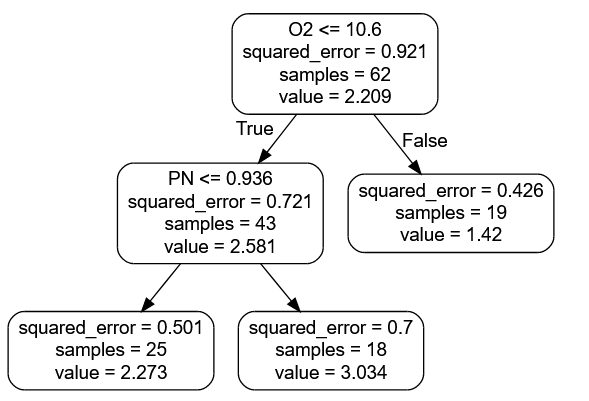 O2 <= 10.6
squared_error = 0.921
samples = 62
value = 2.209
True
False
PN <= 0.936
squared_error = 0.721
samples = 43
value = 2.581
squared_error = 0.426
samples = 19
value = 1.42
squared_error = 0.501
samples = 25
value = 2.273
squared_error = 0.7
samples = 18
value = 3.034